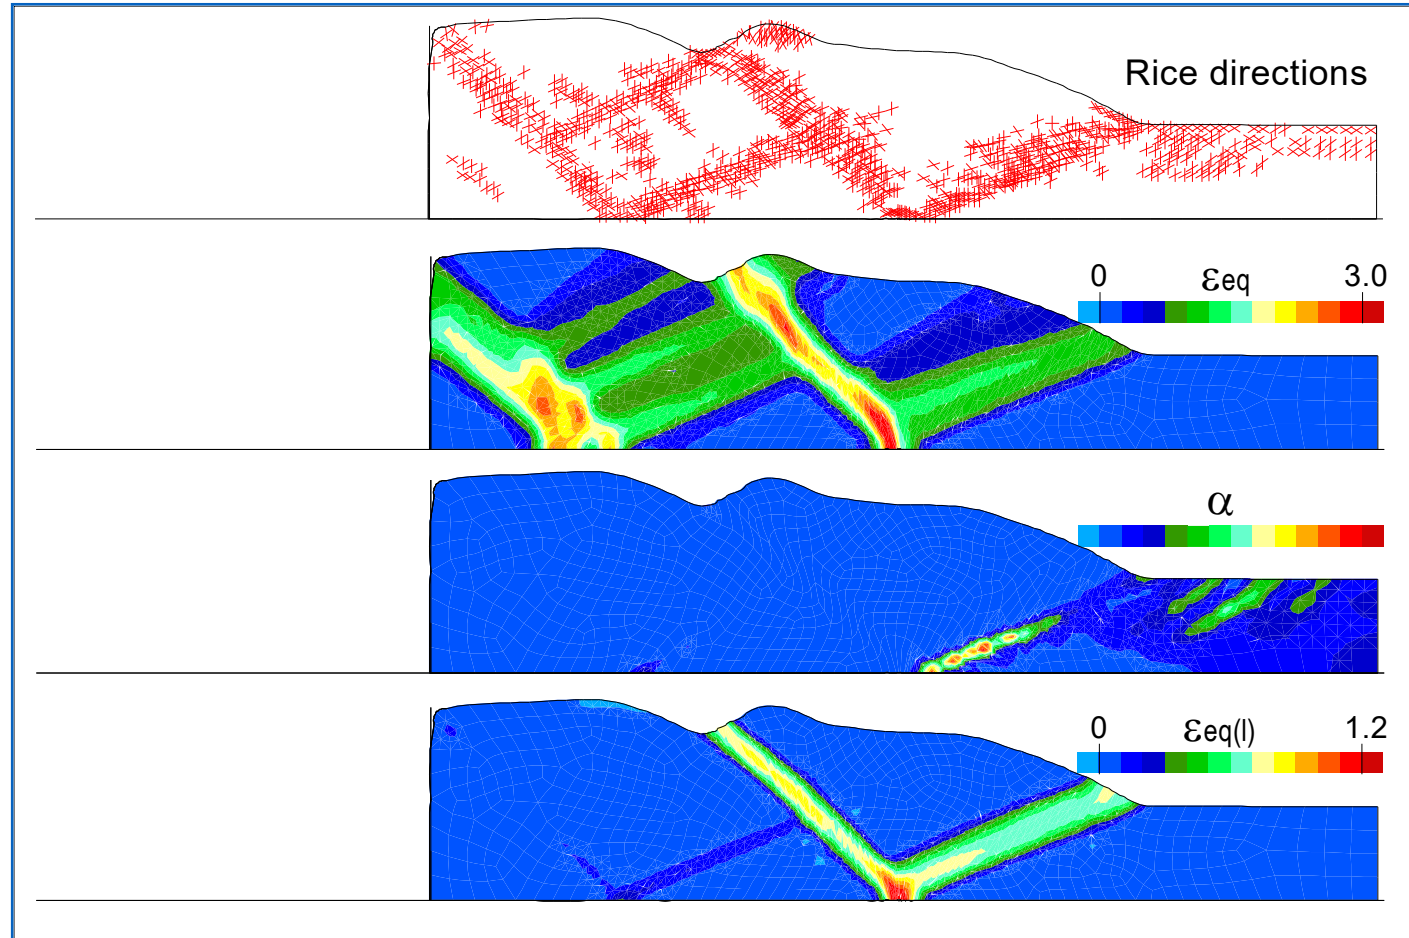 Rice directions
0 εeq 3.0
α
0 εeq(l) 1.2